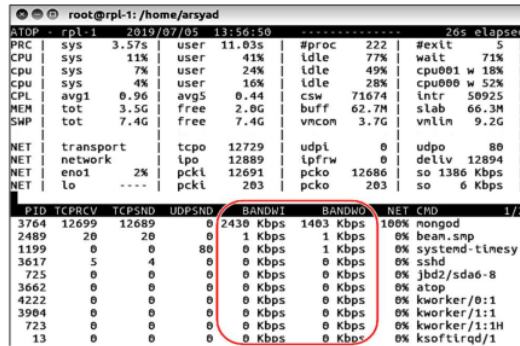 root@rpl-1: /home/arsyad
ATOP - rpl-1 2019/07/05 13:56:50 -------------- 26s elapsed
PRC | sys 3.57s | user 11.03s | #proc 222 | #exit 5
CPU | sys 11% | user 41% | idle 77% | wait 71%
cpu | sys 7% | user 24% | idle 49% | cpu001 w 18%
cpu | sys 4% | user 16% | idle 28% | cpu000 w 52%
CPL | avg1 0.96 | avg5 0.44 | csw 71674 | intr 50925
MEM | tot 3.5G | free 2.0G | buff 62.7M | slab 66.3M
SWP | tot 7.4G | free 7.4G | vmcom 3.7G | vmlim 9.2G
NET | transport | tcpo 12729 | udpi 0 | udpo 80
NET | network | ipo 12889 | ipfrw 0 | deliv 12894
NET | eno1 2% | pcki 12691 | pcko 12686 | so 1386 Kbps
NET | lo ---- | pcki 203 | pcko 203 | so 6 Kbps
PID TCPRCV TCPSND UDPSND BANDWI BANDWO NET CMD 1/
3764 12699 12689 0 2430 Kbps 1403 Kbps 100% mongod
2489 20 20 0 1 Kbps 1 Kbps 0% beam.smp
1199 0 0 80 0 Kbps 0 Kbps 0% systemd-timesy
3617 5 4 0 0 Kbps 0 Kbps 0% sshd
725 0 0 0 0 Kbps 0 Kbps 0% jbd2/sda6-8
3662 0 0 0 0 Kbps 0 Kbps 0% atop
4222 0 0 0 0 Kbps 0 Kbps 0% kworker/0:1
3904 0 0 0 0 Kbps 0 Kbps 0% kworker/1:1
723 0 0 0 0 Kbps 0 Kbps 0% kworker/1:1H
13 0 0 0 0 Kbps 0 Kbps 0% ksoftirqd/1